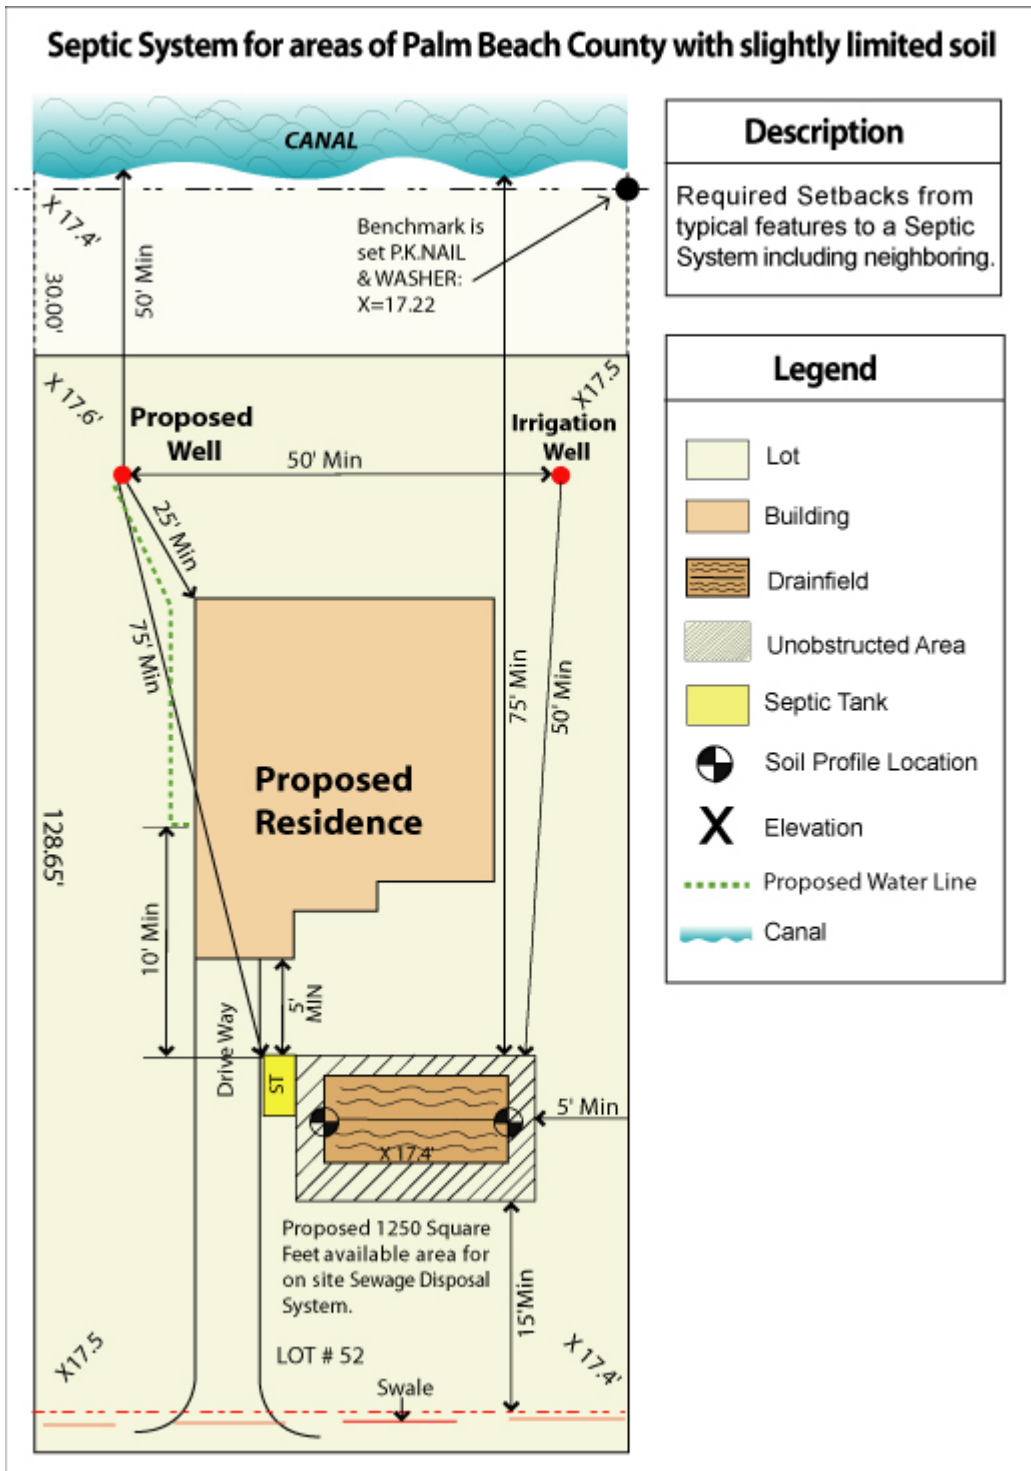 Septic System for areas of Palm Beach County with slightly limited soil
CANAL
X 17.4'
30.00'
50' Min
Benchmark is
set P.K.NAIL
& WASHER:
X=17.22
X 17.6'
X17.5
Proposed
Well
Irrigation
Well
50' Min
25' Min
75' Min
75' Min
50' Min
Proposed
Residence
128.65'
10' Min
5'
MIN
Drive Way
ST
5' Min
X 17.4'
Proposed 1250 Square
Feet available area for
on site Sewage Disposal
System.
15'Min
LOT # 52
X17.5
X 17.4'
Swale
Description
Required Setbacks from
typical features to a Septic
System including neighboring.
Legend
Lot
Building
Drainfield
Unobstructed Area
Septic Tank
Soil Profile Location
X Elevation
Proposed Water Line
Canal